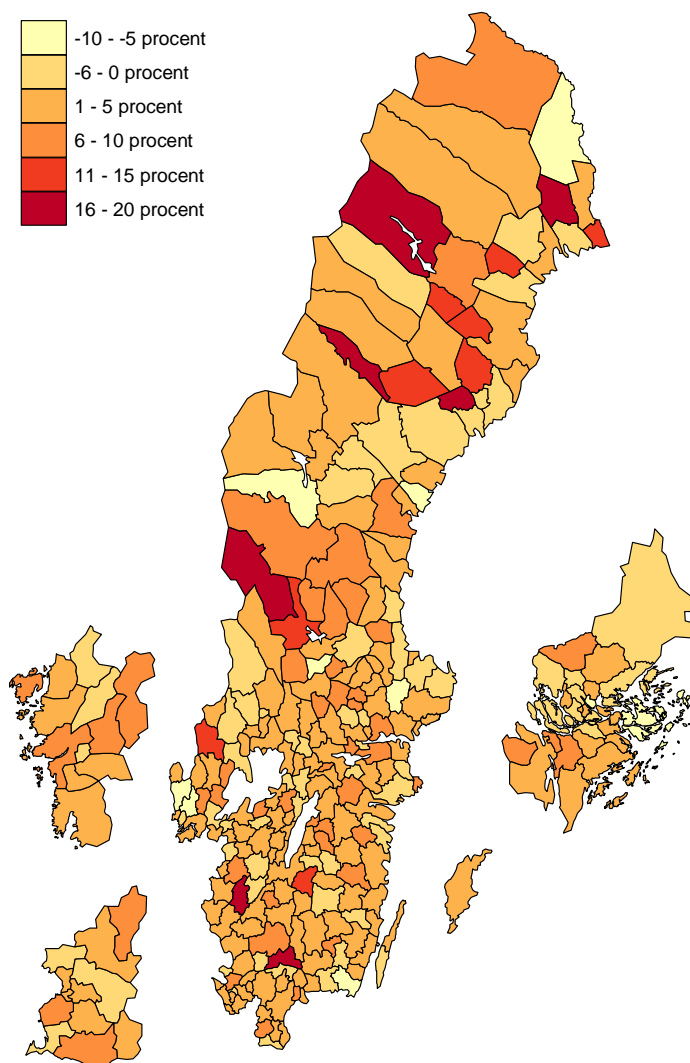 -10 - -5 procent
-6 - 0 procent
1 - 5 procent
6 - 10 procent
11 - 15 procent
16 - 20 procent